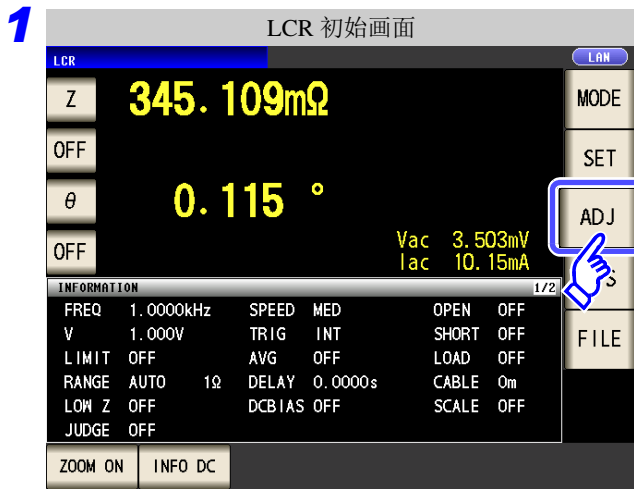 1
LCR 初始画面
LCR
LAN
Z 345.109mΩ
OFF
θ 0.115 °
OFF
Vac 3.503mV
Iac 10.15mA
INFORMATION 1/2
FREQ 1.0000kHz SPEED MED OPEN OFF
V 1.000V TRIG INT SHORT OFF
LIMIT OFF AVG OFF LOAD OFF
RANGE AUTO 1Ω DELAY 0.0000s CABLE 0m
LOW Z OFF DCBIAS OFF SCALE OFF
JUDGE OFF
MODE
SET
ADJ
FILE
ZOOM ON INFO DC